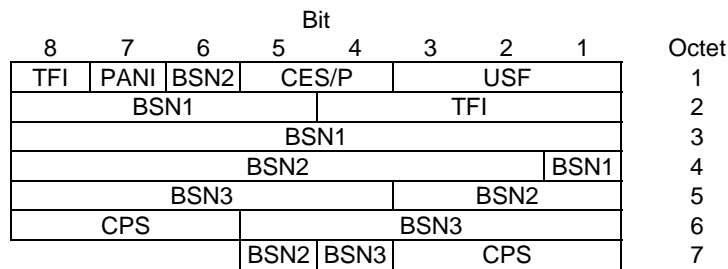 Bit
8 7 6 5 4 3 2 1 Octet
TFI PANI BSN2 CES/P USF 1
BSN1 TFI 2
BSN1 3
BSN2 BSN1 4
BSN3 BSN2 5
CPS BSN3 6
BSN2 BSN3 CPS 7